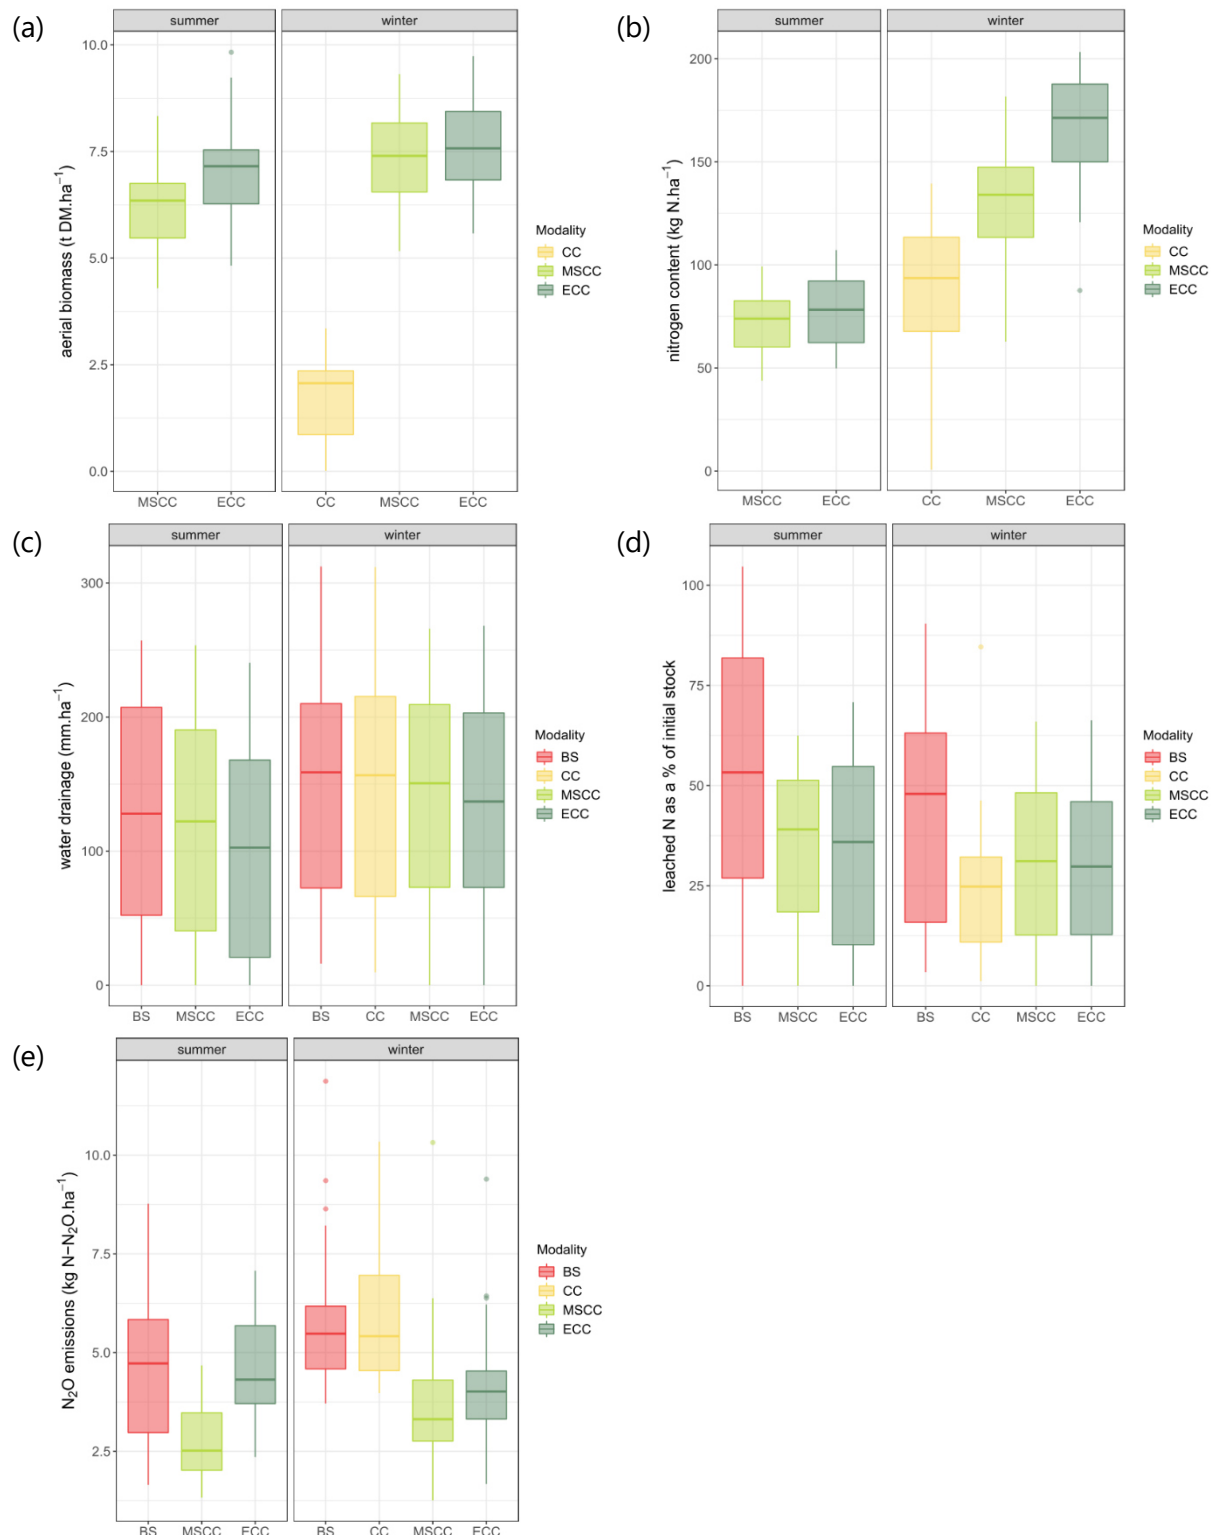 (a)
summer winter
10.0
7.5
5.0
2.5
0.0
aerial biomass (t DM.ha⁻¹)
MSCC ECC CC MSCC ECC
Modality
CC
MSCC
ECC
(b)
summer winter
200
150
100
50
0
nitrogen content (kg N.ha⁻¹)
MSCC ECC CC MSCC ECC
Modality
CC
MSCC
ECC
(c)
summer winter
300
200
100
0
water drainage (mm.ha⁻¹)
BS MSCC ECC BS CC MSCC ECC
Modality
BS
CC
MSCC
ECC
(d)
summer winter
100
75
50
25
0
leached N as a % of initial stock
BS MSCC ECC BS CC MSCC ECC
Modality
BS
CC
MSCC
ECC
(e)
summer winter
10.0
7.5
5.0
2.5
N₂O emissions (kg N−N₂O.ha⁻¹)
BS MSCC ECC BS CC MSCC ECC
Modality
BS
CC
MSCC
ECC